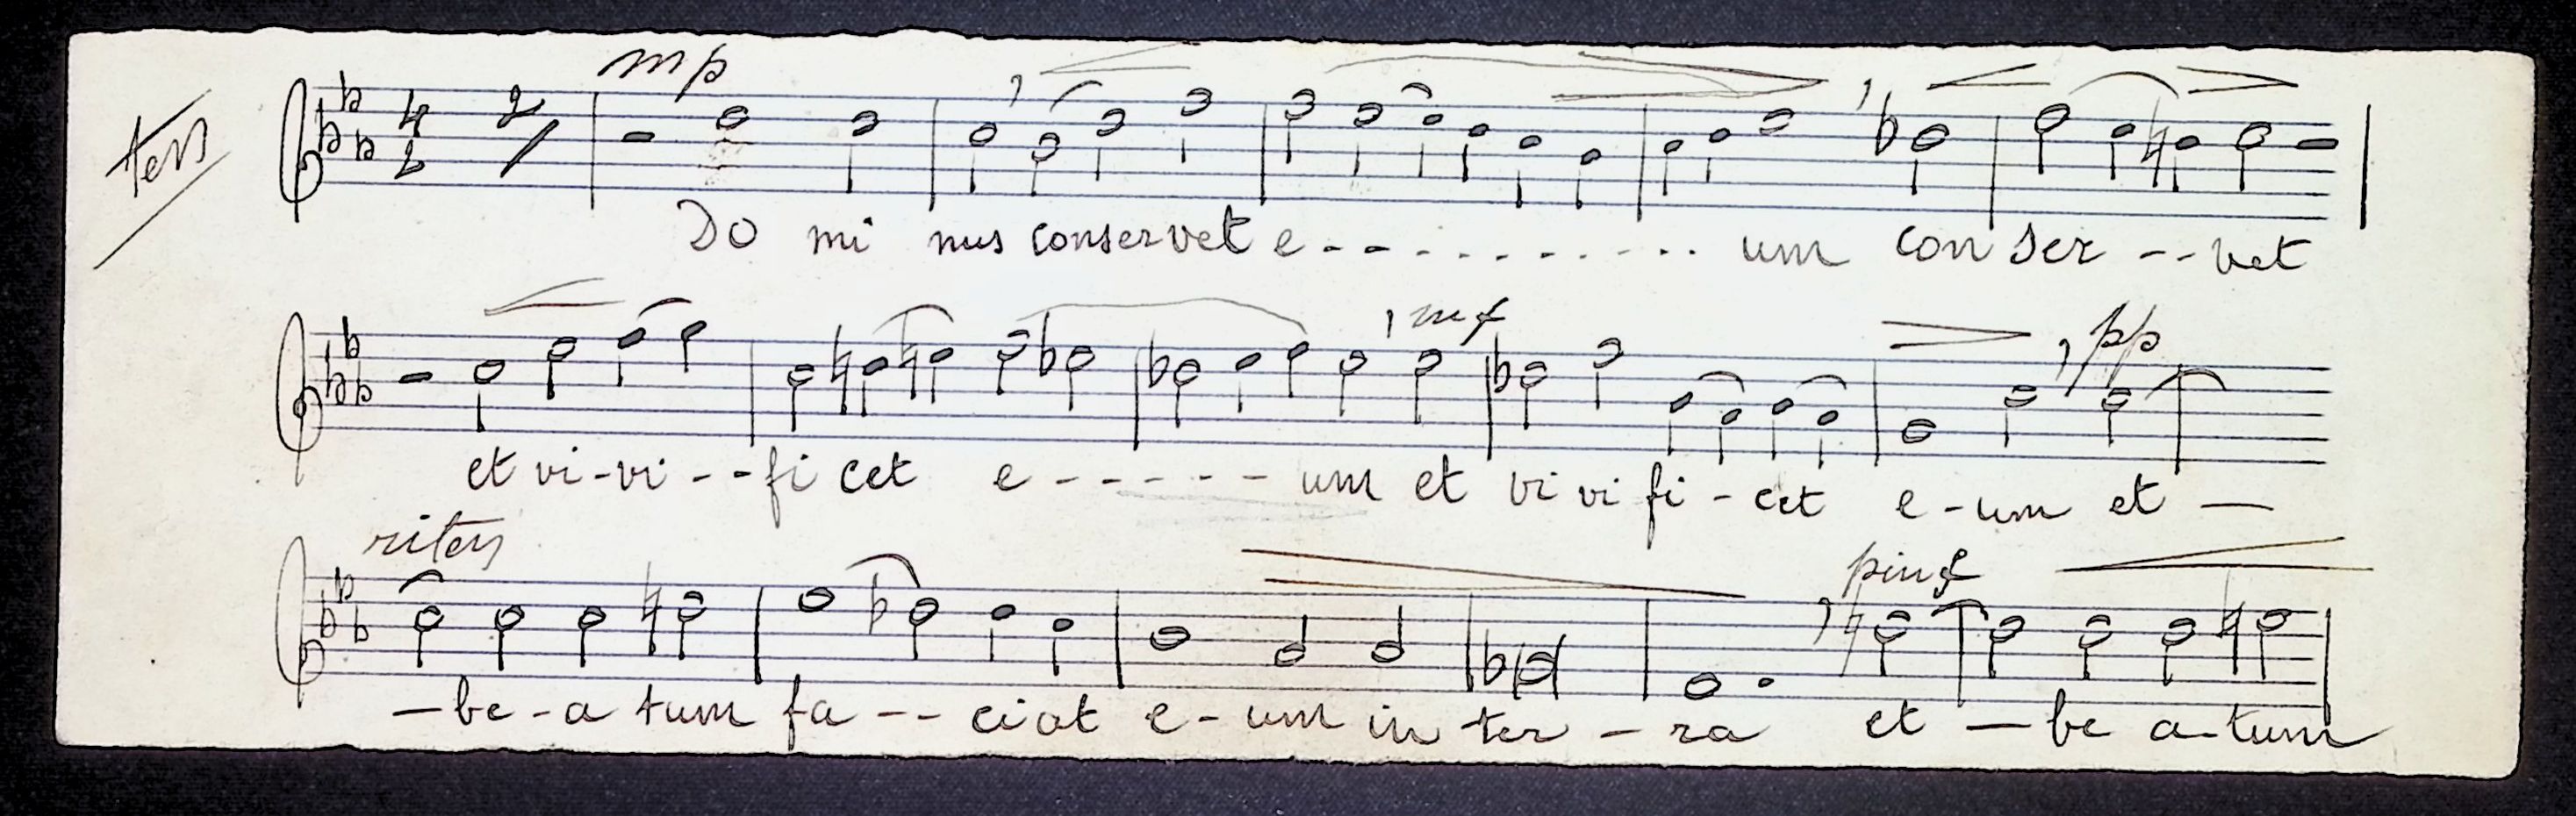 ten
mp
4 2
2
Do mi nus conservet e - - - - - - - - - - um con ser - - vet
mf pp
et vi - vi - - fi cet e - - - - - - um et vi vi fi - cet e - um et —
riten
— be - a tum fa - - ciat e - um in ter - ra et — be a - tum